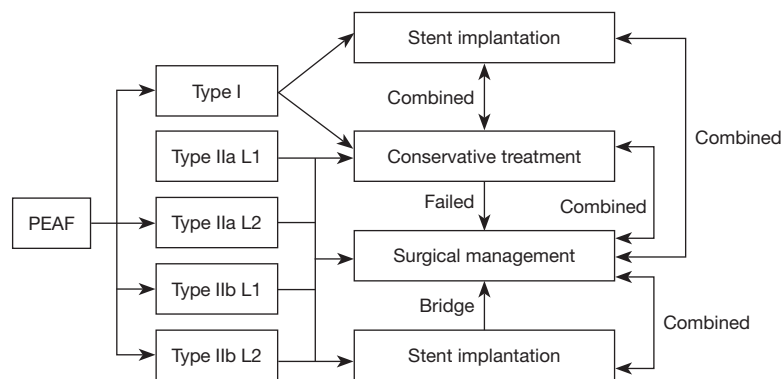 Stent implantation
Type I
Combined
Combined
Type IIa L1
Conservative treatment
PEAF
Type IIa L2
Failed
Combined
Surgical management
Type IIb L1
Bridge
Combined
Type IIb L2
Stent implantation